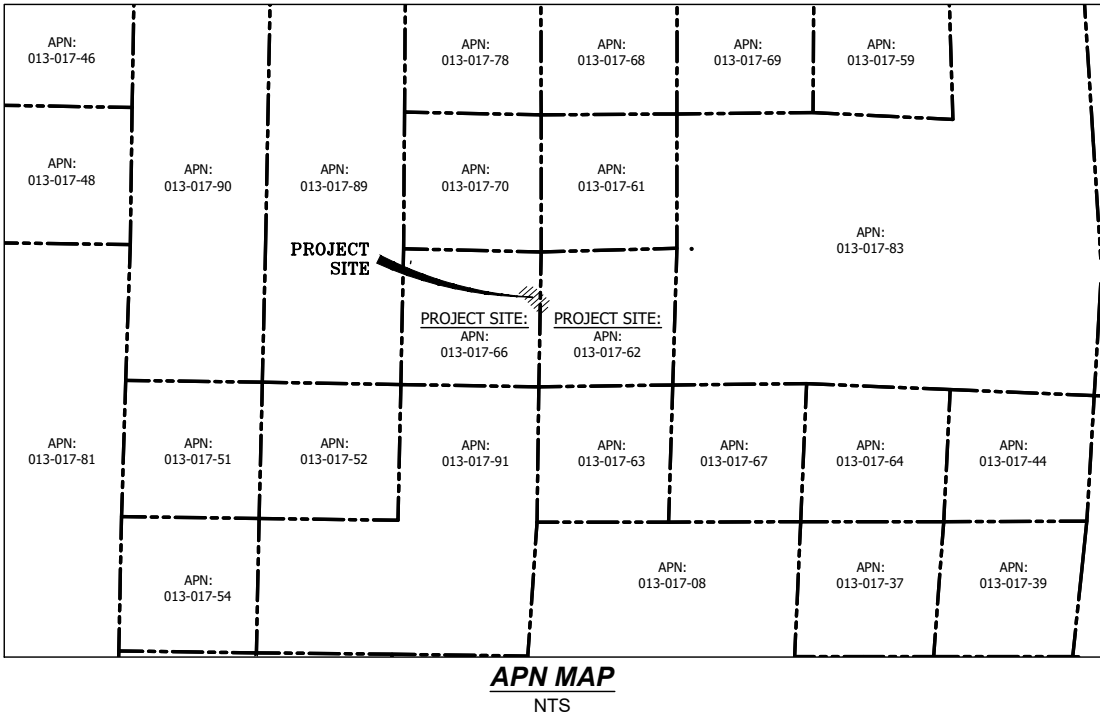 APN:
013-017-46
APN:
013-017-78
APN:
013-017-68
APN:
013-017-69
APN:
013-017-59
APN:
013-017-48
APN:
013-017-90
APN:
013-017-89
APN:
013-017-70
APN:
013-017-61
APN:
013-017-83
PROJECT
SITE
PROJECT SITE:
APN:
013-017-66
PROJECT SITE:
APN:
013-017-62
APN:
013-017-81
APN:
013-017-51
APN:
013-017-52
APN:
013-017-91
APN:
013-017-63
APN:
013-017-67
APN:
013-017-64
APN:
013-017-44
APN:
013-017-54
APN:
013-017-08
APN:
013-017-37
APN:
013-017-39
APN MAP
NTS